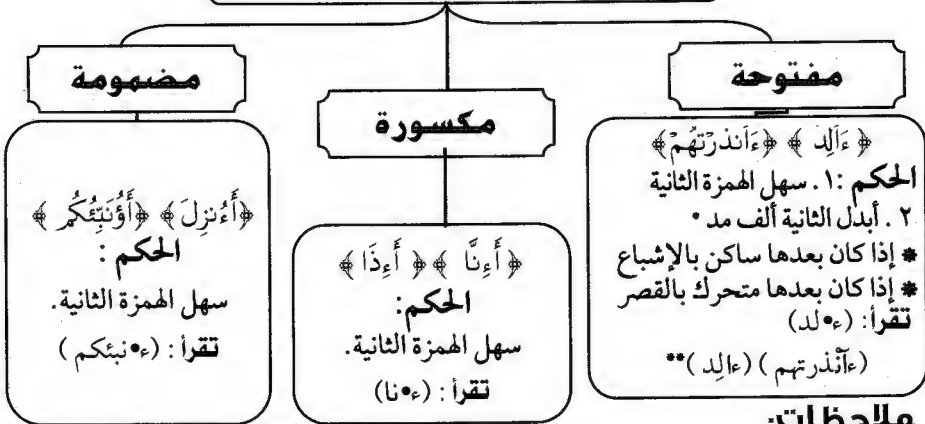 مفتوحة
﴿ ءَأَلِدُ ﴾ ﴿ءَأَنذَرْتَهُمْ﴾
الحكم : ١. سهل الهمزة الثانية
٢ . أبدل الثانية ألف مد *
* إذا كان بعدها ساكن بالإشباع
* إذا كان بعدها متحرك بالقصر
تقرأ: (ء•لد)
(ءآنذرتهم) (ءالِد)**
مكسورة
﴿ أَءِنَّا ﴾ ﴿ أَءِذَا ﴾
الحكم:
سهل الهمزة الثانية.
تقرأ : (ء•نا)
مضمومة
﴿أَءُنزِلَ﴾ ﴿أَؤُنَبِّئُكُم ﴾
الحكم :
سهل الهمزة الثانية.
تقرأ : (ء•نبئكم)
ملاحظات: